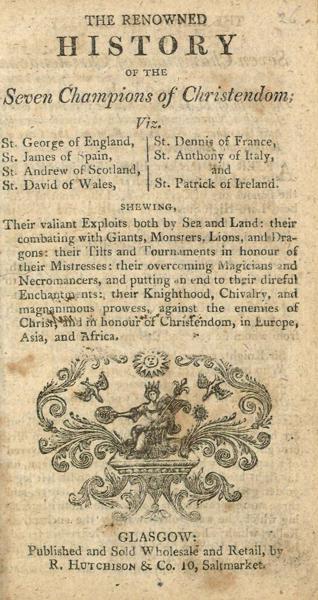 THE RENOWNED
HISTORY
OF THE
Seven Champions of Christendom;
Viz.
St. George of England,
St. James of Spain,
St. Andrew of Scotland,
St. David of Wales,
St. Dennis of France,
St. Anthony of Italy,
and
St. Patrick of Ireland.
SHEWING,
Their valiant Exploits both by Sea and Land: their
combating with Giants, Monsters, Lions, and Dra-
gons: their Tilts and Tournaments in honour of
their Mistresses: their overcoming Magicians and
Necromancers, and putting an end to their direful
Enchantments:, their Knighthood, Chivalry, and
magnanimous prowess, against the enemies of
Christ, and in honour of Christendom, in Europe,
Asia, and Africa.
GLASGOW:
Published and Sold Wholesale and Retail, by
R. HUTCHISON & Co. 10, Saltmarket.